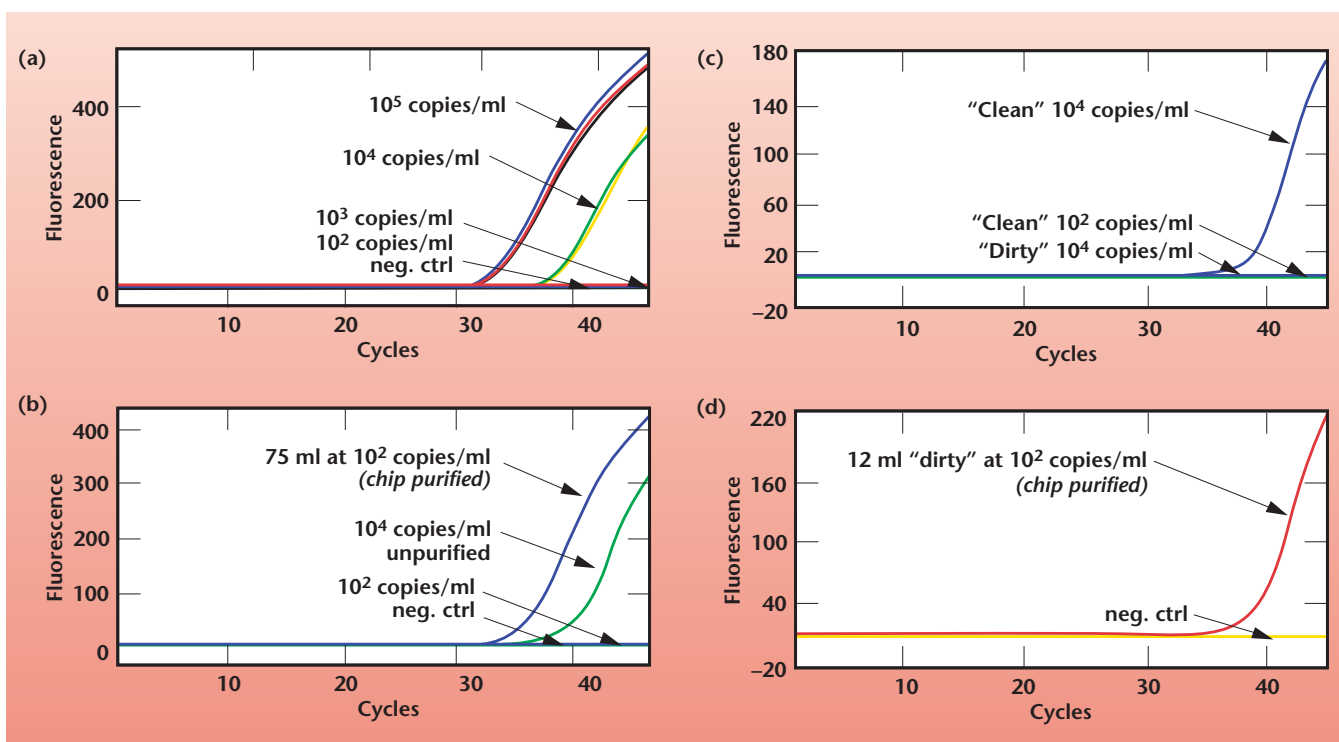 (a)
Fluorescence
400
200
0
10⁵ copies/ml
10⁴ copies/ml
10³ copies/ml
10² copies/ml
neg. ctrl
10 20 30 40
Cycles
(b)
Fluorescence
400
300
200
100
0
75 ml at 10² copies/ml
(chip purified)
10⁴ copies/ml
unpurified
10² copies/ml
neg. ctrl
10 20 30 40
Cycles
(c)
Fluorescence
180
140
100
60
20
–20
“Clean” 10⁴ copies/ml
“Clean” 10² copies/ml
“Dirty” 10⁴ copies/ml
10 20 30 40
Cycles
(d)
Fluorescence
220
160
100
40
–20
12 ml “dirty” at 10² copies/ml
(chip purified)
neg. ctrl
10 20 30 40
Cycles